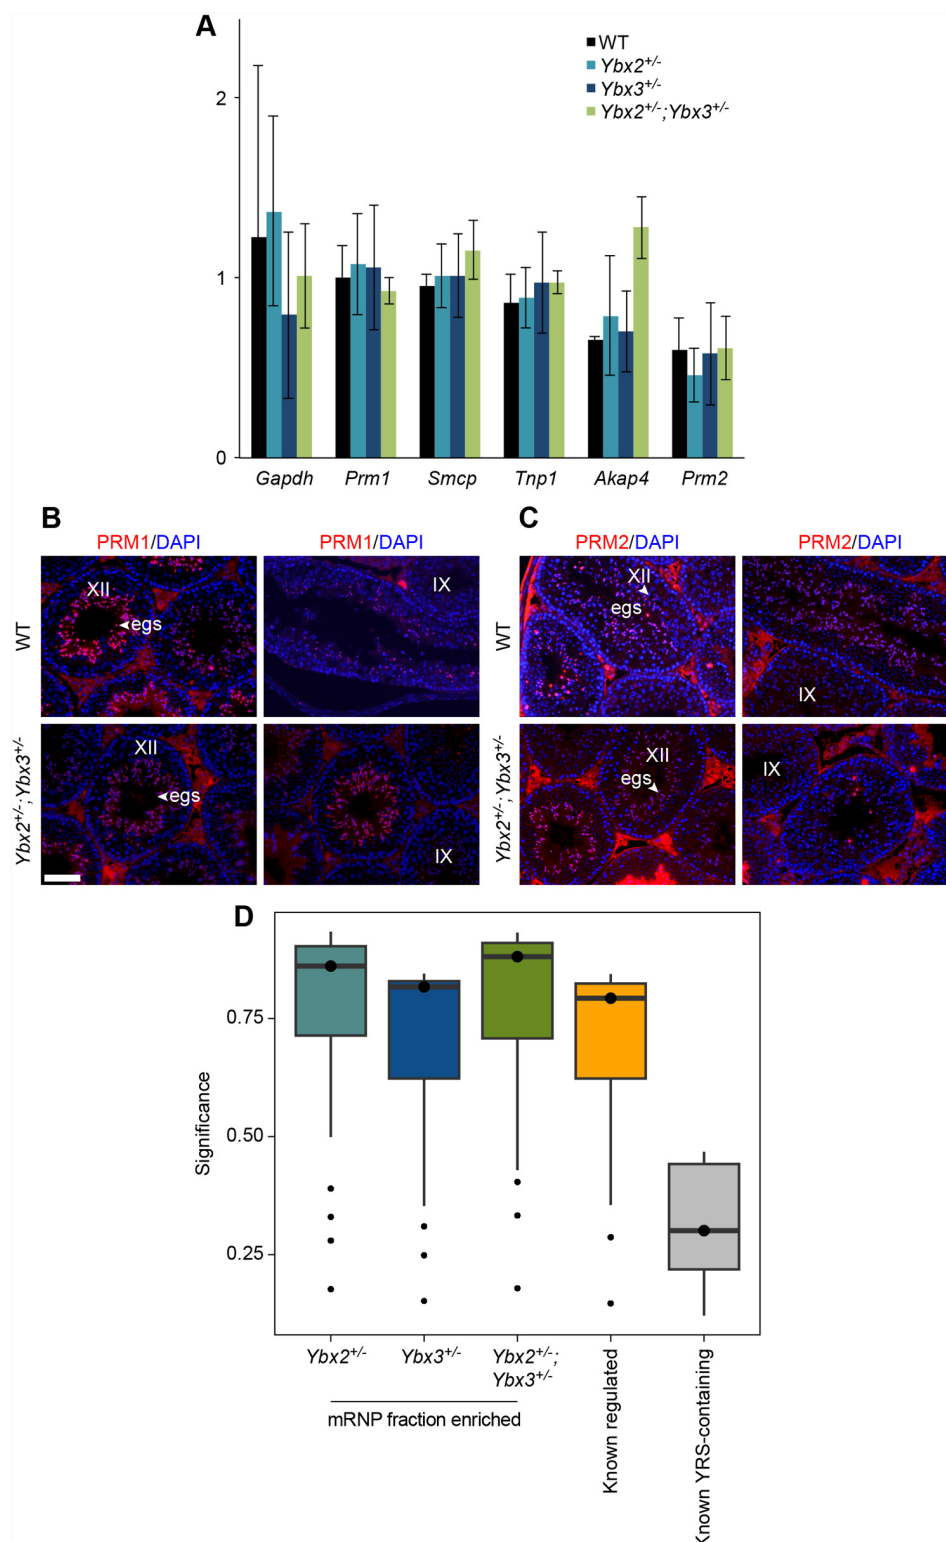 A
WT
Ybx2+/-
Ybx3+/-
Ybx2+/-;Ybx3+/-
2
1
0
Gapdh Prm1 Smcp Tnp1 Akap4 Prm2
B
PRM1/DAPI PRM1/DAPI
WT
XII
egs
IX
Ybx2+/-;Ybx3+/-
XII
egs
IX
C
PRM2/DAPI PRM2/DAPI
WT
XII
egs
IX
Ybx2+/-;Ybx3+/-
XII
egs
IX
D
Significance
0.75
0.50
0.25
Ybx2+/- Ybx3+/- Ybx2+/-;
Ybx3+/-
mRNP fraction enriched
Known regulated
Known YRS-containing